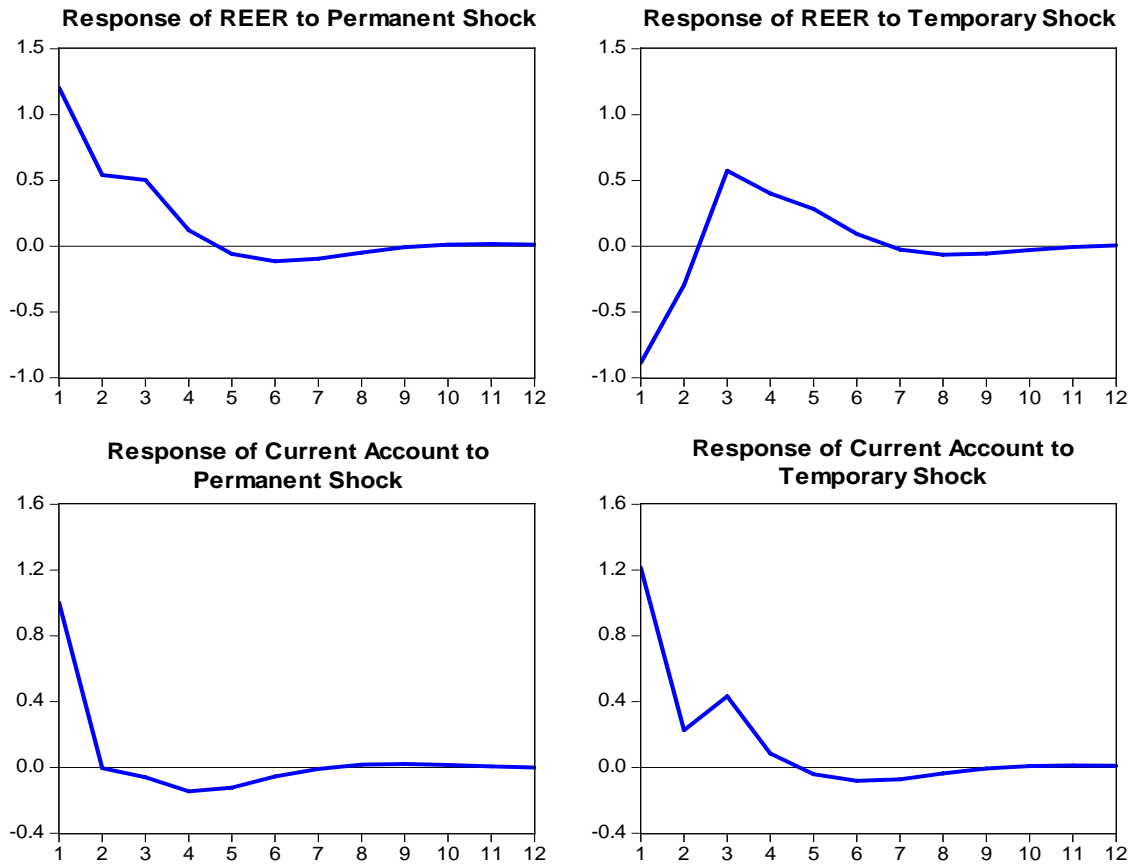 Response of REER to Permanent Shock
1.5
1.0
0.5
0.0
-0.5
-1.0
1 2 3 4 5 6 7 8 9 10 11 12
Response of REER to Temporary Shock
1.5
1.0
0.5
0.0
-0.5
-1.0
1 2 3 4 5 6 7 8 9 10 11 12
Response of Current Account to
Permanent Shock
1.6
1.2
0.8
0.4
0.0
-0.4
1 2 3 4 5 6 7 8 9 10 11 12
Response of Current Account to
Temporary Shock
1.6
1.2
0.8
0.4
0.0
-0.4
1 2 3 4 5 6 7 8 9 10 11 12